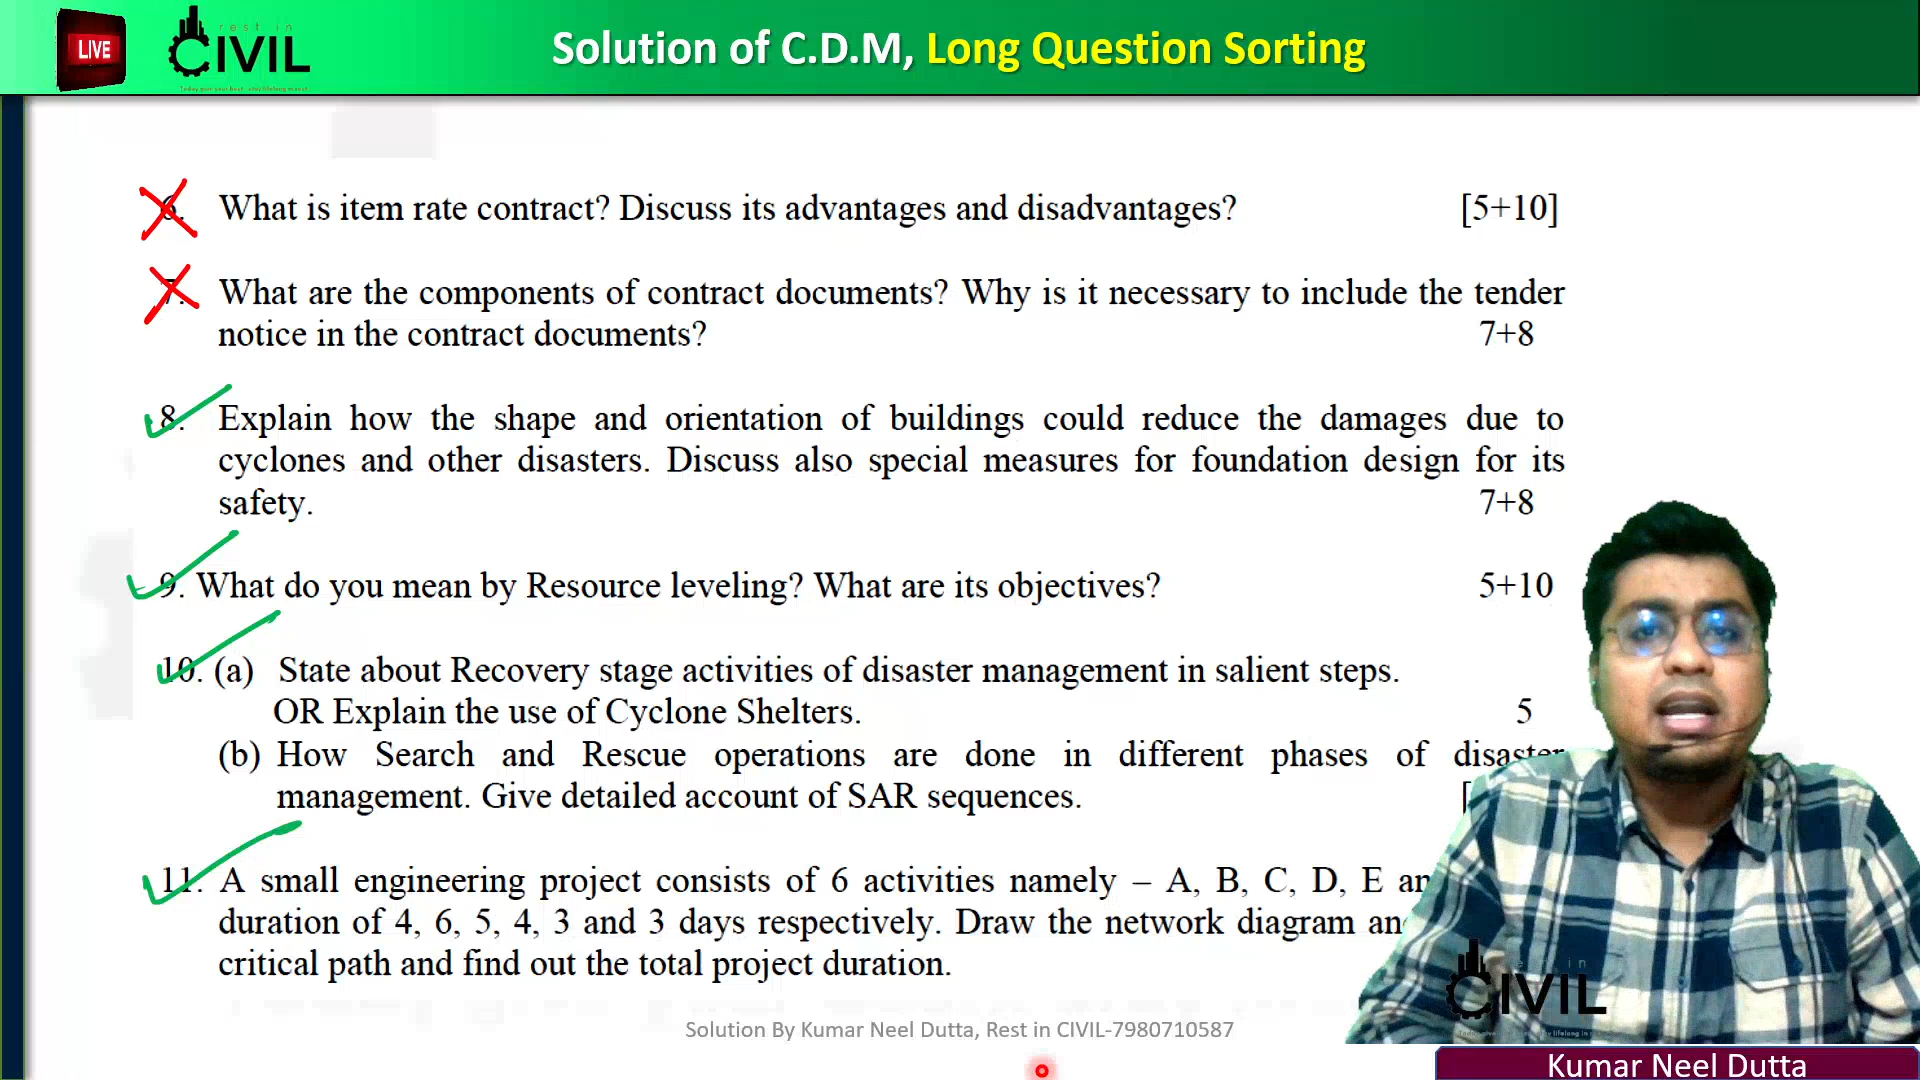 LIVE
rest in
CIVIL
Solution of C.D.M, Long Question Sorting
6. What is item rate contract? Discuss its advantages and disadvantages? [5+10]
7. What are the components of contract documents? Why is it necessary to include the tender
notice in the contract documents? 7+8
8. Explain how the shape and orientation of buildings could reduce the damages due to
cyclones and other disasters. Discuss also special measures for foundation design for its
safety. 7+8
9. What do you mean by Resource leveling? What are its objectives? 5+10
10. (a) State about Recovery stage activities of disaster management in salient steps.
OR Explain the use of Cyclone Shelters. 5
(b) How Search and Rescue operations are done in different phases of disaster
management. Give detailed account of SAR sequences. [
11. A small engineering project consists of 6 activities namely – A, B, C, D, E an
duration of 4, 6, 5, 4, 3 and 3 days respectively. Draw the network diagram an
critical path and find out the total project duration.
CIVIL
Solution By Kumar Neel Dutta, Rest in CIVIL-7980710587
Kumar Neel Dutta